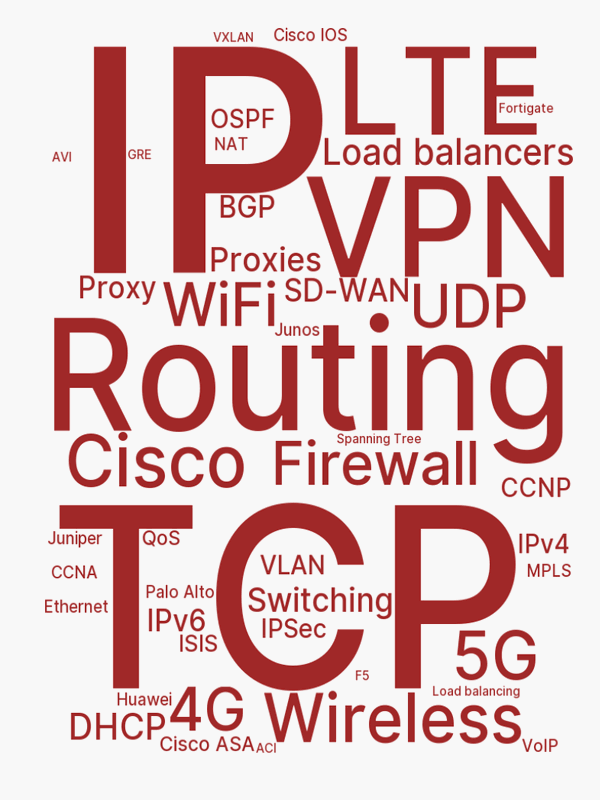 VXLAN
Cisco IOS
IP
LTE
Fortigate
OSPF
NAT
AVI
GRE
Load balancers
BGP
VPN
Proxies
Proxy
WiFi
SD-WAN
UDP
Junos
Routing
Spanning Tree
Cisco
Firewall
CCNP
TCP
Juniper
QoS
IPv4
VLAN
CCNA
MPLS
Palo Alto
Switching
Ethernet
IPv6
IPSec
ISIS
5G
F5
Load balancing
Huawei
4G
Wireless
DHCP
Cisco ASA
ACI
VoIP